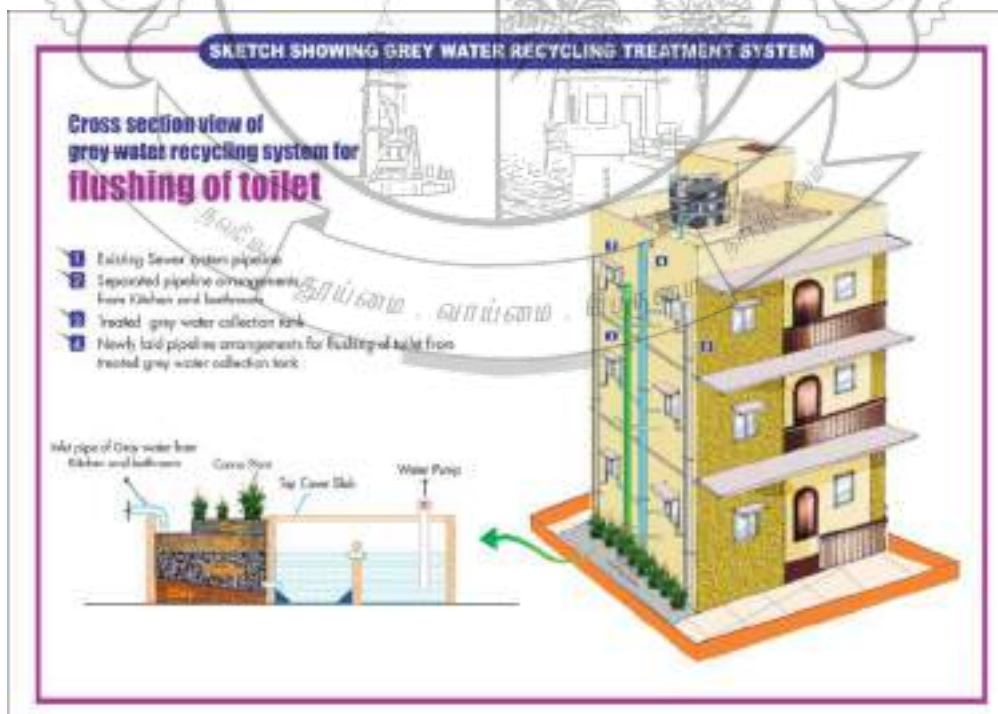 SKETCH SHOWING GREY WATER RECYCLING TREATMENT SYSTEM
Cross section view of
grey water recycling system for
flushing of toilet
1 Existing Sewer system pipeline
2 Separated pipeline arrangements
from Kitchen and bathroom
3 Treated grey water collection tank
4 Newly laid pipeline arrangements for flushing of toilet from
treated grey water collection tank
தூய்மை . வாய்மை .
Inlet pipe of Gray water from
Kitchen and bathroom
Canna Plant
Top Cover Slab
Water Pump